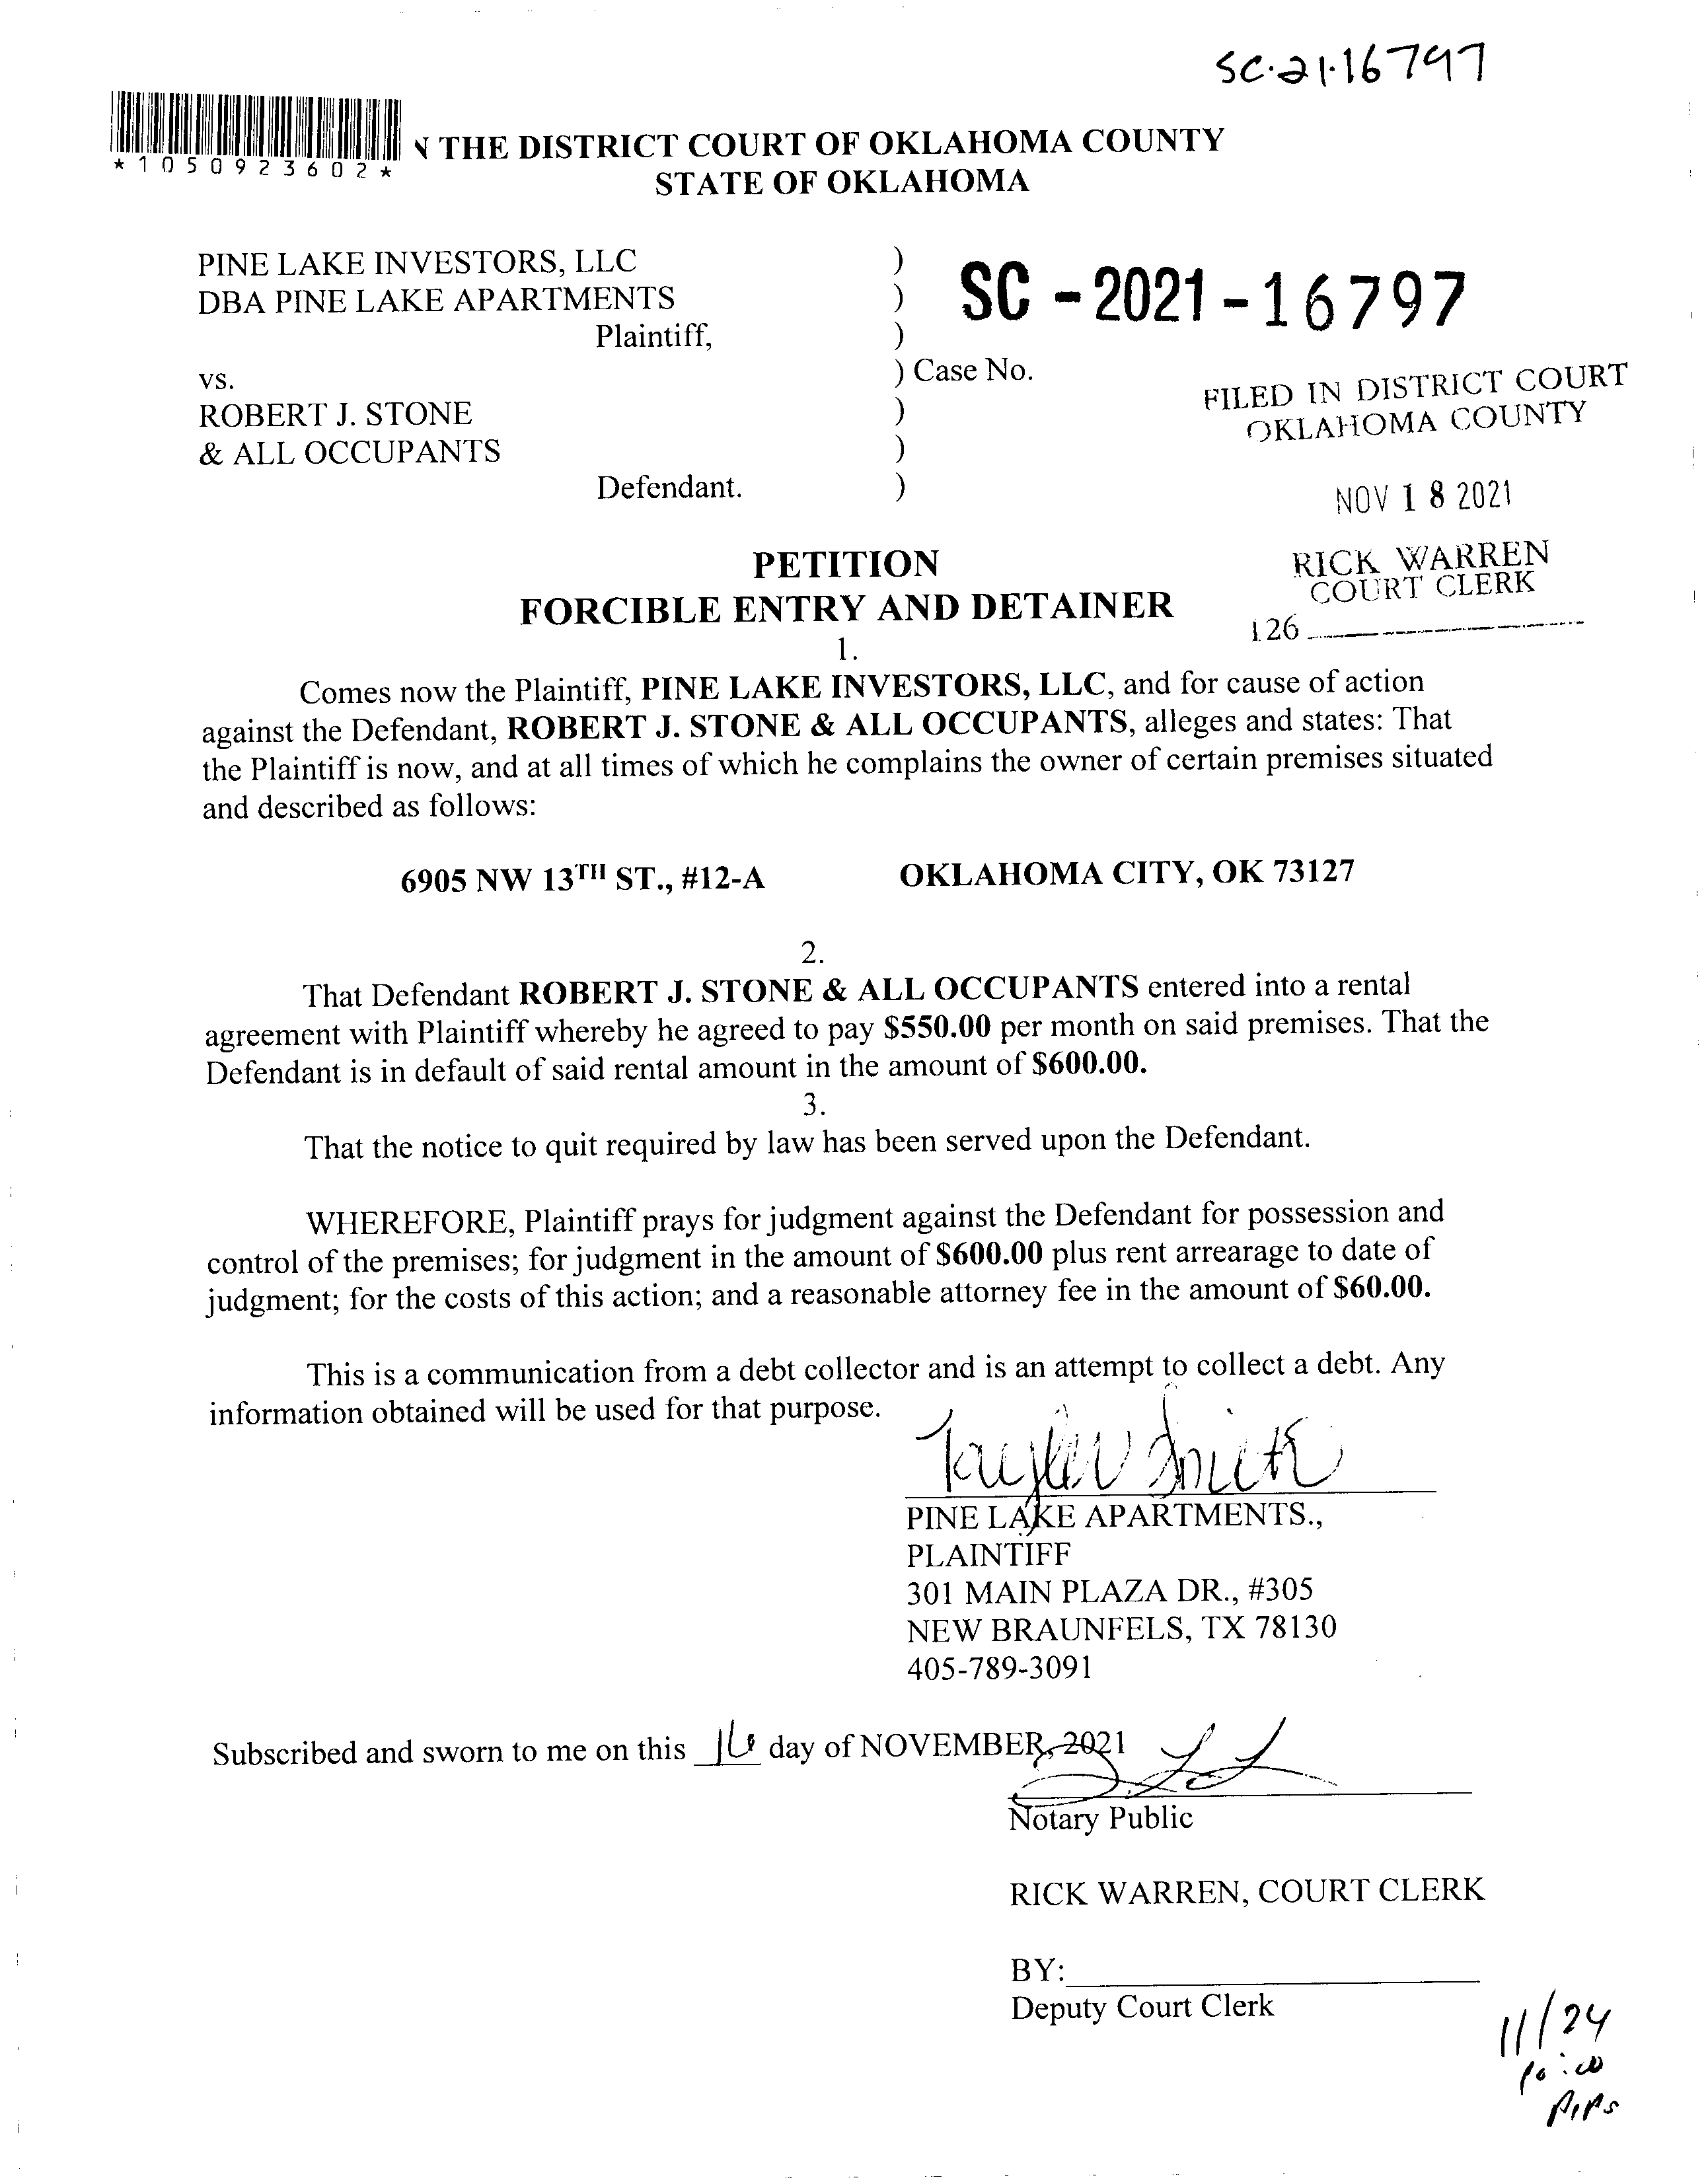 SC-21-16797
*1050923602*
N THE DISTRICT COURT OF OKLAHOMA COUNTY
STATE OF OKLAHOMA
PINE LAKE INVESTORS, LLC )
DBA PINE LAKE APARTMENTS ) SC - 2021 - 16797
Plaintiff, )
) Case No.
vs.
FILED IN DISTRICT COURT
OKLAHOMA COUNTY
ROBERT J. STONE )
& ALL OCCUPANTS )
Defendant. )
NOV 18 2021
PETITION
RICK WARREN
COURT CLERK
FORCIBLE ENTRY AND DETAINER
126
1.
Comes now the Plaintiff, PINE LAKE INVESTORS, LLC, and for cause of action
against the Defendant, ROBERT J. STONE & ALL OCCUPANTS, alleges and states: That
the Plaintiff is now, and at all times of which he complains the owner of certain premises situated
and described as follows:
6905 NW 13TH ST., #12-A OKLAHOMA CITY, OK 73127
2.
That Defendant ROBERT J. STONE & ALL OCCUPANTS entered into a rental
agreement with Plaintiff whereby he agreed to pay $550.00 per month on said premises. That the
Defendant is in default of said rental amount in the amount of $600.00.
3.
That the notice to quit required by law has been served upon the Defendant.
WHEREFORE, Plaintiff prays for judgment against the Defendant for possession and
control of the premises; for judgment in the amount of $600.00 plus rent arrearage to date of
judgment; for the costs of this action; and a reasonable attorney fee in the amount of $60.00.
This is a communication from a debt collector and is an attempt to collect a debt. Any
information obtained will be used for that purpose.
PINE LAKE APARTMENTS.,
PLAINTIFF
301 MAIN PLAZA DR., #305
NEW BRAUNFELS, TX 78130
405-789-3091
Subscribed and sworn to me on this 16 day of NOVEMBER, 2021
Notary Public
RICK WARREN, COURT CLERK
BY:
Deputy Court Clerk
11/24
10:00